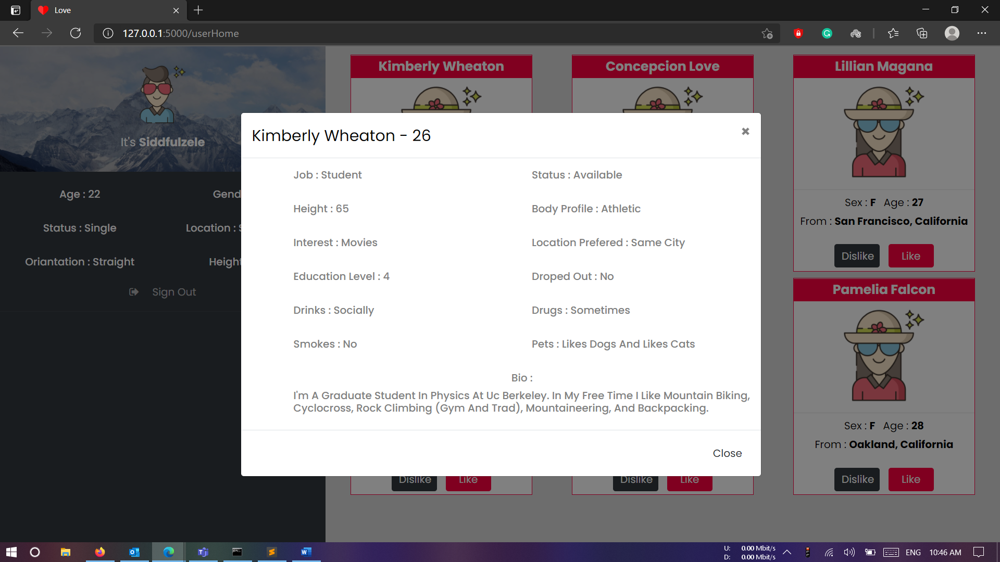 Love
127.0.0.1:5000/userHome
It's Siddfulzele
Age : 22
Gend
Status : Single
Location : S
Oriantation : Straight
Height
Sign Out
Kimberly Wheaton
Concepcion Love
Lillian Magana
Sex : F Age : 27
From : San Francisco, California
Dislike Like
Pamelia Falcon
Sex : F Age : 28
From : Oakland, California
Dislike Like
Dislike Like
Dislike Like
Kimberly Wheaton - 26
×
Job : Student
Status : Available
Height : 65
Body Profile : Athletic
Interest : Movies
Location Prefered : Same City
Education Level : 4
Droped Out : No
Drinks : Socially
Drugs : Sometimes
Smokes : No
Pets : Likes Dogs And Likes Cats
Bio :
I'm A Graduate Student In Physics At Uc Berkeley. In My Free Time I Like Mountain Biking,
Cyclocross, Rock Climbing (Gym And Trad), Mountaineering, And Backpacking.
Close
U: 0.00 Mbit/s
D: 0.00 Mbit/s
ENG
10:46 AM